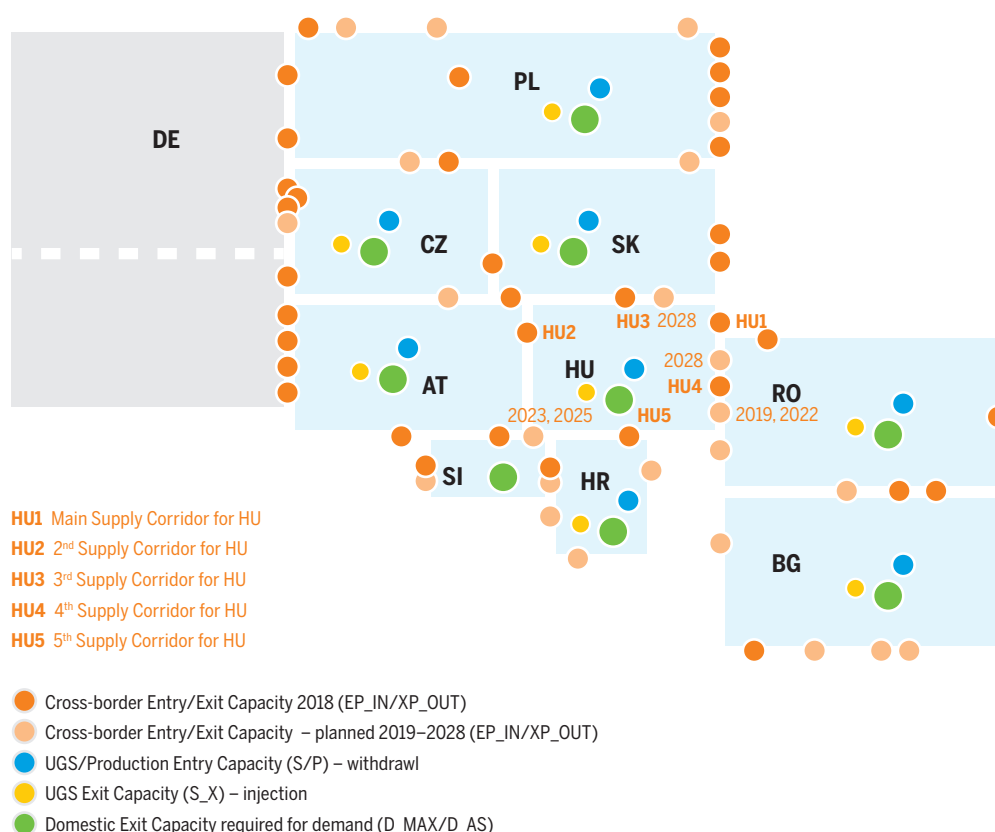 PL
DE
CZ
SK
HU3 2028
HU1
HU2
2028
HU
HU4
RO
AT
2023, 2025
HU5
2019, 2022
SI
HR
BG
HU1 Main Supply Corridor for HU
HU2 2nd Supply Corridor for HU
HU3 3rd Supply Corridor for HU
HU4 4th Supply Corridor for HU
HU5 5th Supply Corridor for HU
Cross-border Entry/Exit Capacity 2018 (EP_IN/XP_OUT)
Cross-border Entry/Exit Capacity – planned 2019–2028 (EP_IN/XP_OUT)
UGS/Production Entry Capacity (S/P) – withdrawl
UGS Exit Capacity (S_X) – injection
Domestic Exit Capacity required for demand (D_MAX/D_AS)